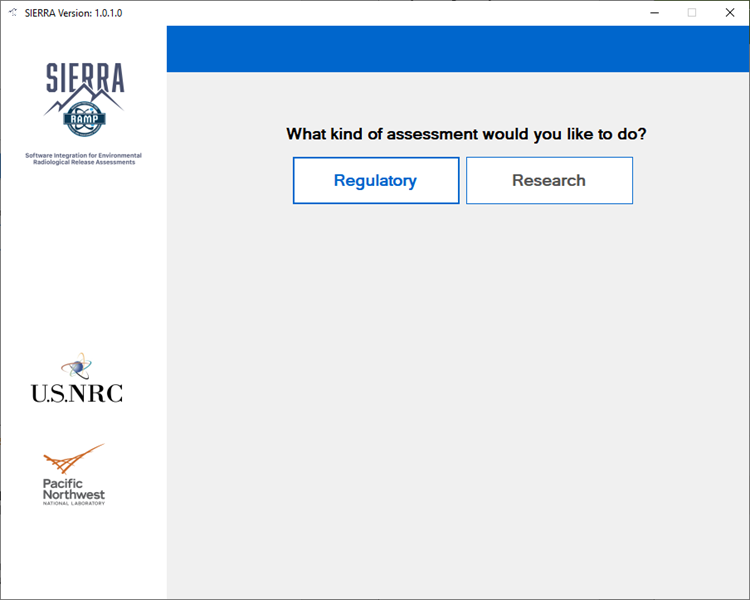 SIERRA Version: 1.0.1.0
SIERRA
RAMP
Software Integration for Environmental
Radiological Release Assessments
What kind of assessment would you like to do?
Regulatory
Research
U.S.NRC
Pacific
Northwest
NATIONAL LABORATORY